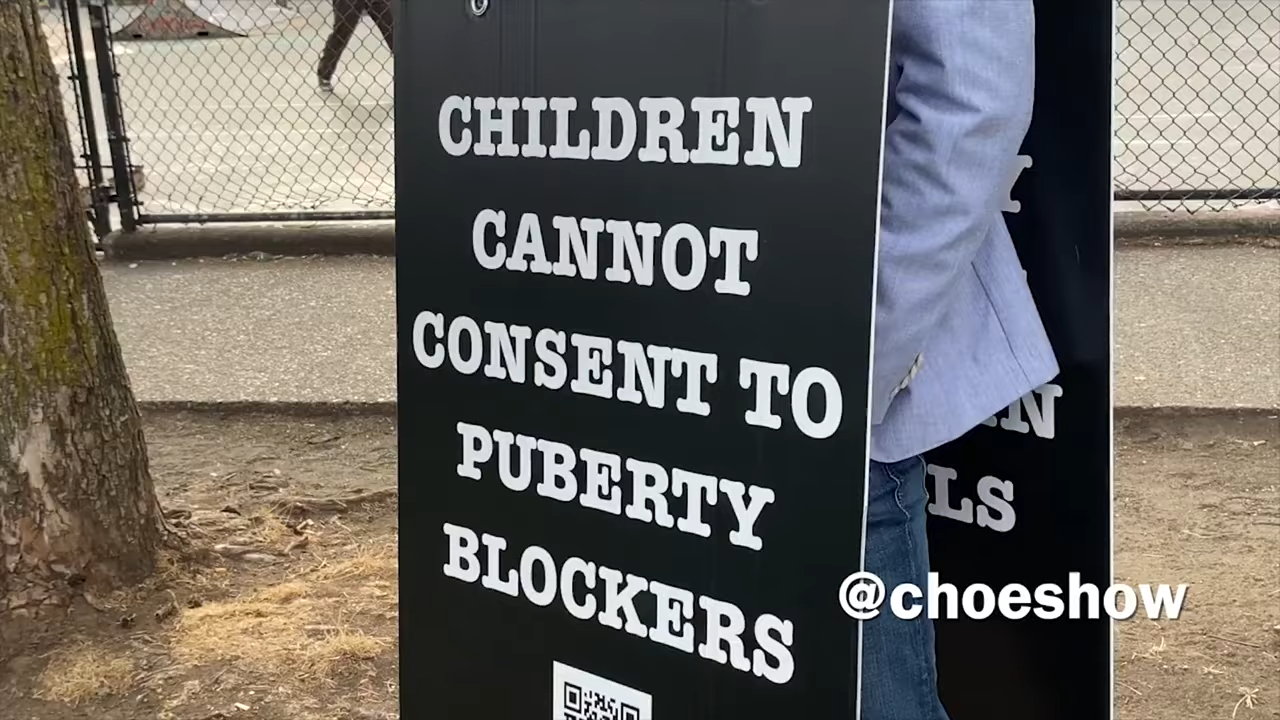 CHILDREN
CANNOT
CONSENT TO
PUBERTY
BLOCKERS
@choeshow